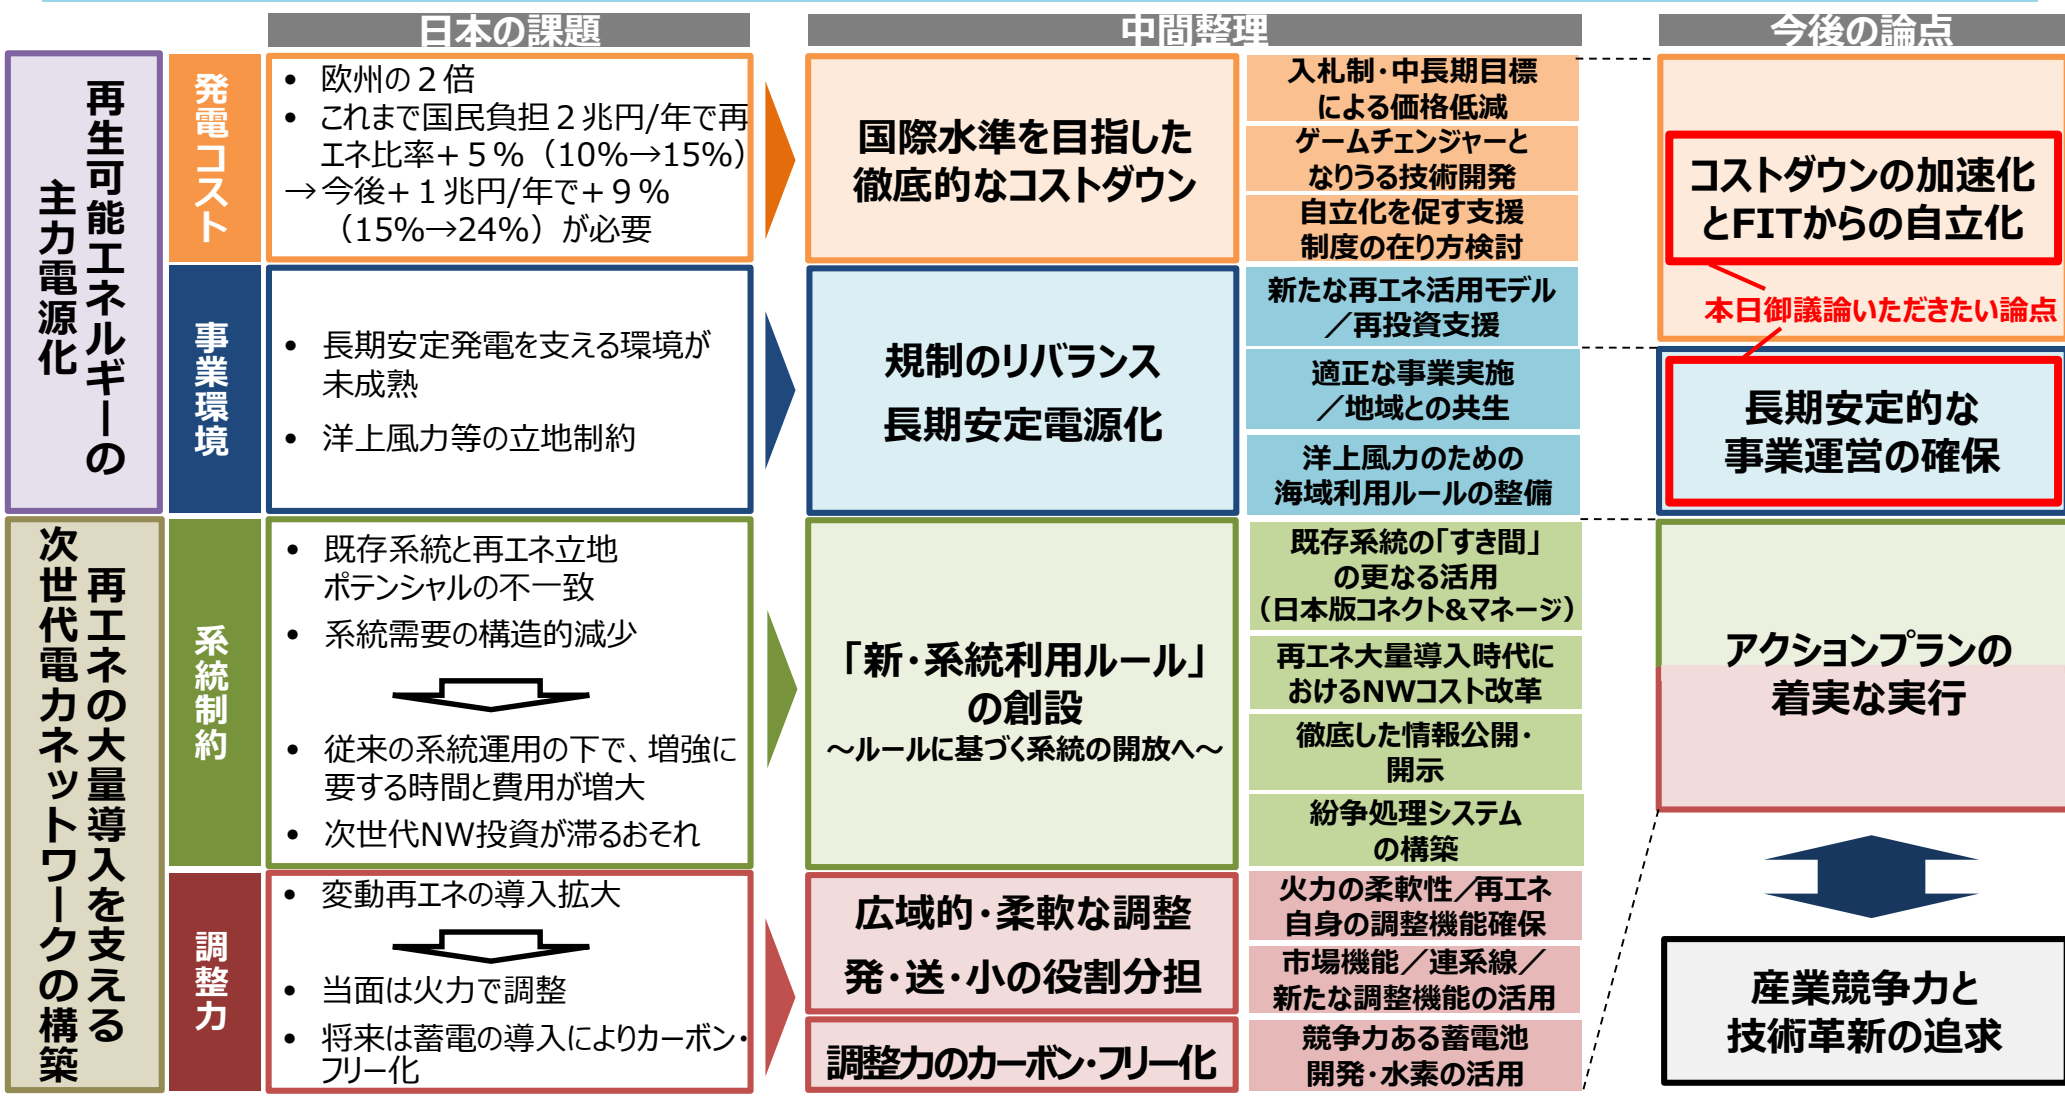 日本の課題
中間整理
今後の論点
再生可能エネルギーの
主力電源化
発電コスト
• 欧州の２倍
• これまで国民負担２兆円/年で再
エネ比率+５%（10%→15%）
→今後+１兆円/年で+９%
（15%→24%）が必要
国際水準を目指した
徹底的なコストダウン
入札制・中長期目標
による価格低減
ゲームチェンジャーと
なりうる技術開発
自立化を促す支援
制度の在り方検討
コストダウンの加速化
とFITからの自立化
本日御議論いただきたい論点
事業環境
• 長期安定発電を支える環境が
未成熟
• 洋上風力等の立地制約
規制のリバランス
長期安定電源化
新たな再エネ活用モデル
／再投資支援
適正な事業実施
／地域との共生
洋上風力のための
海域利用ルールの整備
長期安定的な
事業運営の確保
再エネの大量導入を支える
次世代電力ネットワークの構築
系統制約
• 既存系統と再エネ立地
ポテンシャルの不一致
• 系統需要の構造的減少
• 従来の系統運用の下で、増強に
要する時間と費用が増大
• 次世代NW投資が滞るおそれ
「新・系統利用ルール」
の創設
～ルールに基づく系統の開放へ～
既存系統の「すき間」
の更なる活用
（日本版コネクト&マネージ）
再エネ大量導入時代に
おけるNWコスト改革
徹底した情報公開・
開示
紛争処理システム
の構築
アクションプランの
着実な実行
調整力
• 変動再エネの導入拡大
• 当面は火力で調整
• 将来は蓄電の導入によりカーボン・
フリー化
広域的・柔軟な調整
発・送・小の役割分担
調整力のカーボン・フリー化
火力の柔軟性／再エネ
自身の調整機能確保
市場機能／連系線／
新たな調整機能の活用
競争力ある蓄電池
開発・水素の活用
産業競争力と
技術革新の追求